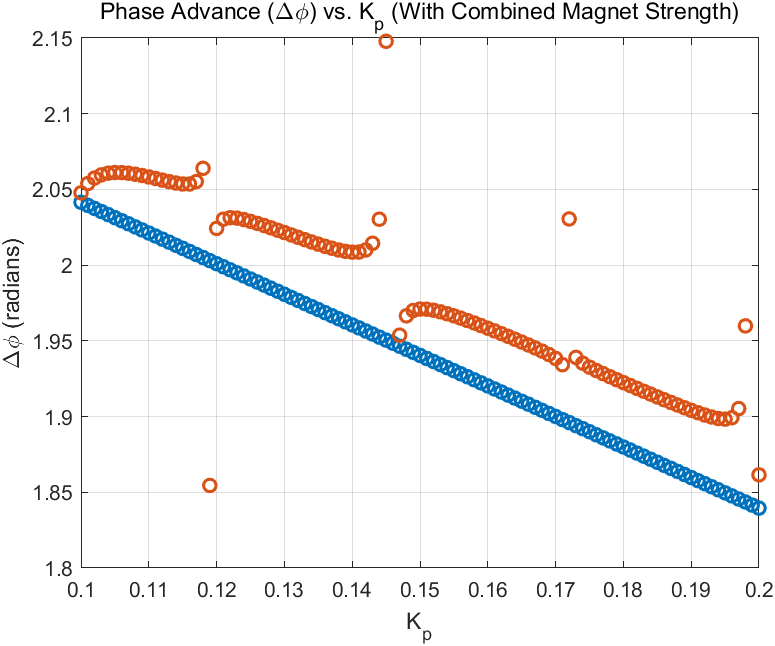 Phase Advance (Δϕ) vs. K_p (With Combined Magnet Strength)
2.15
2.1
2.05
2
1.95
1.9
1.85
1.8
Δϕ (radians)
0.1 0.11 0.12 0.13 0.14 0.15 0.16 0.17 0.18 0.19 0.2
K_p